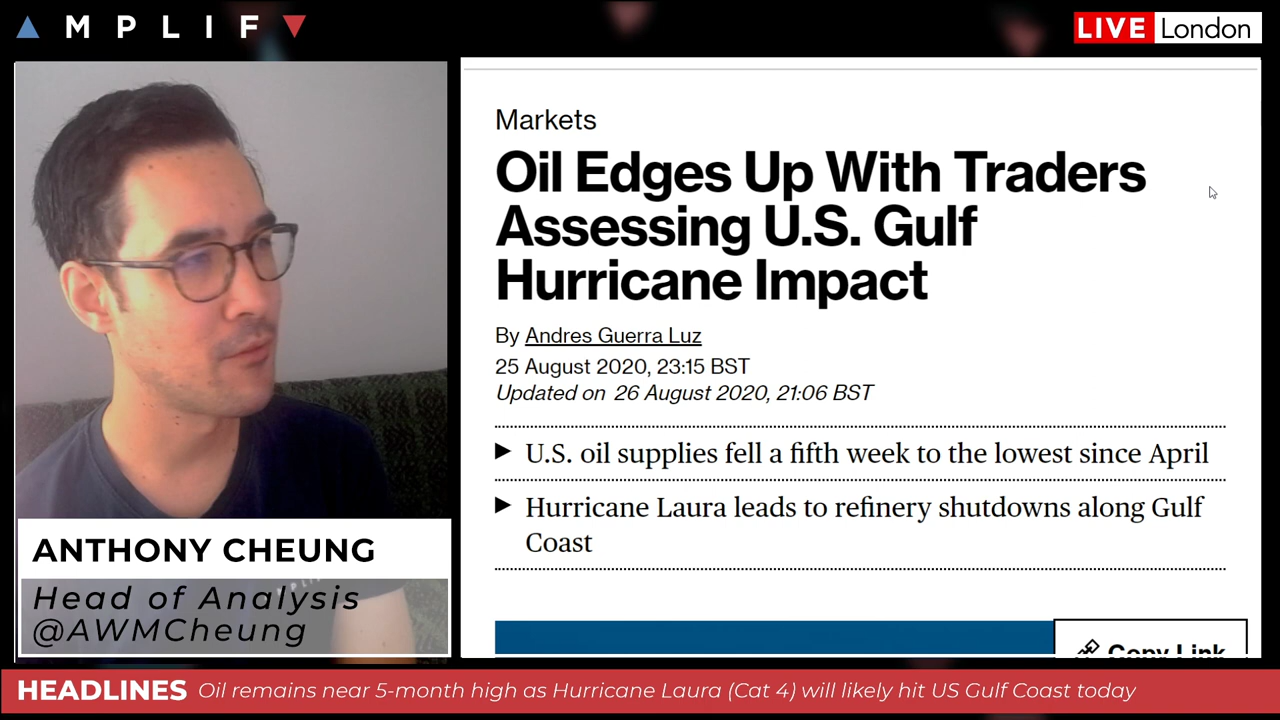 ▲ M P L I F ▼
LIVE London
Markets
Oil Edges Up With Traders
Assessing U.S. Gulf
Hurricane Impact
By Andres Guerra Luz
25 August 2020, 23:15 BST
Updated on 26 August 2020, 21:06 BST
U.S. oil supplies fell a fifth week to the lowest since April
Hurricane Laura leads to refinery shutdowns along Gulf
Coast
Copy Link
ANTHONY CHEUNG
Head of Analysis
@AWMCheung
HEADLINES Oil remains near 5-month high as Hurricane Laura (Cat 4) will likely hit US Gulf Coast today